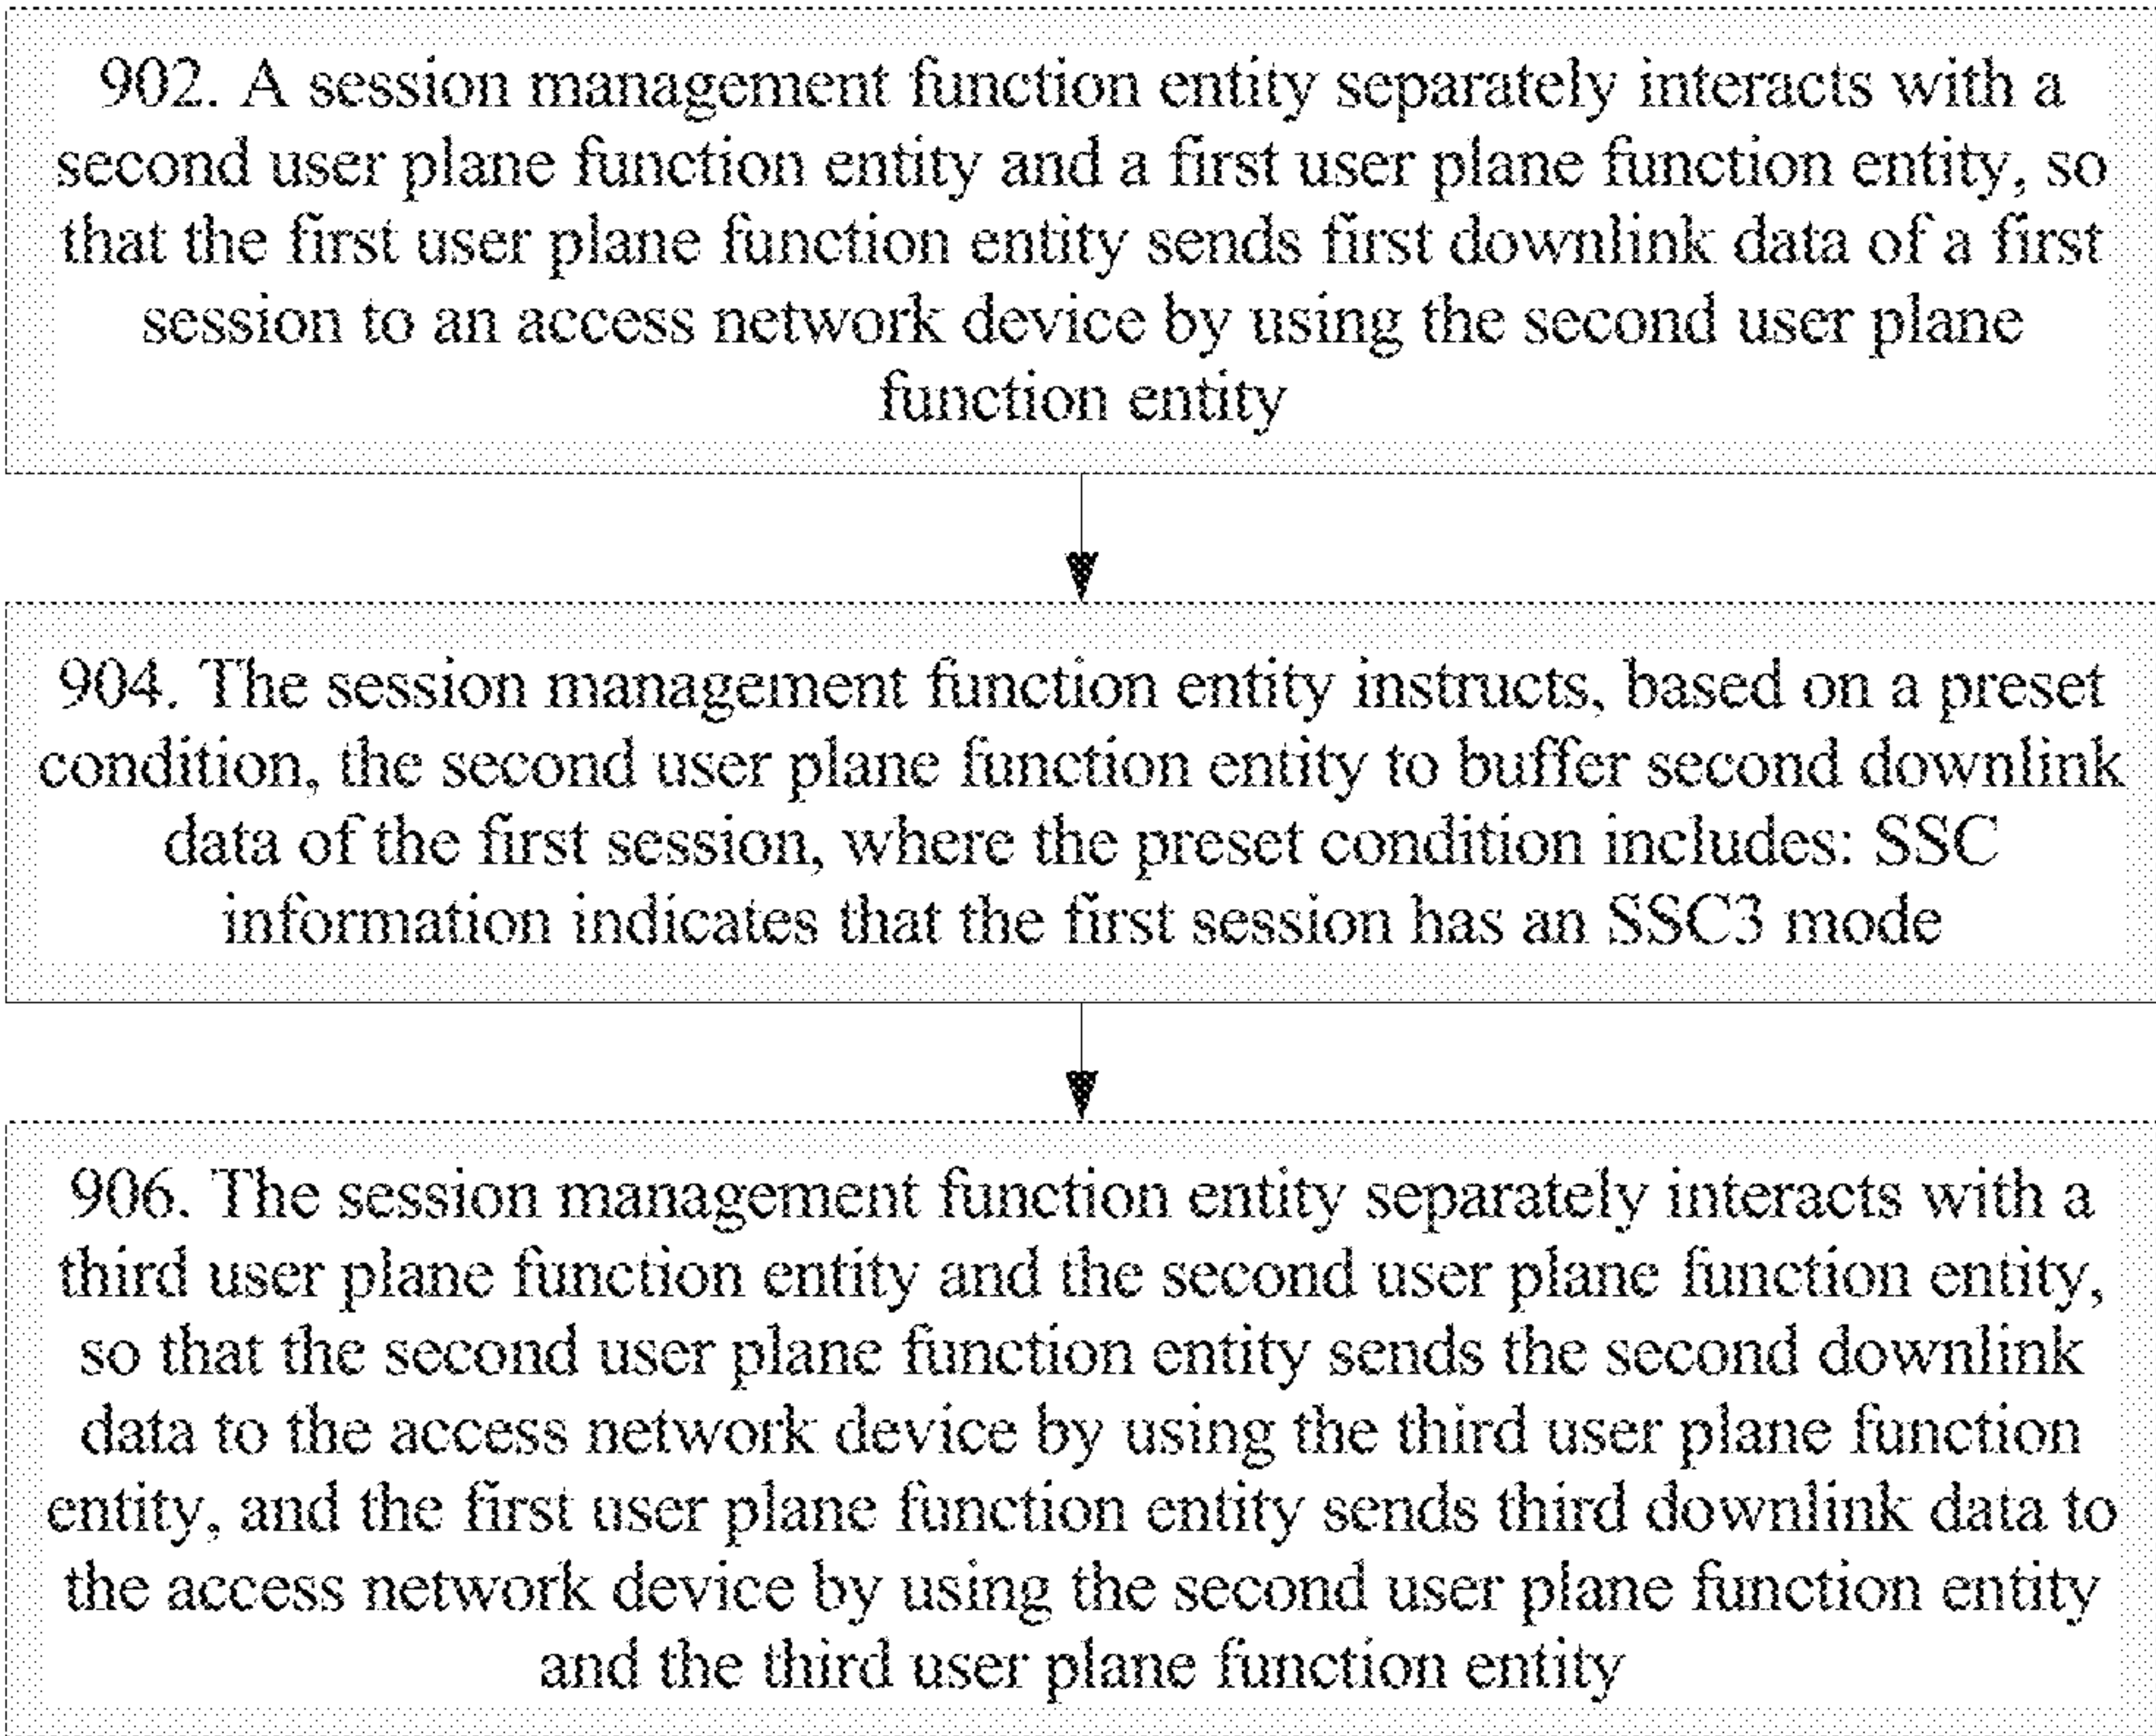 902. A session management function entity separately interacts with a
second user plane function entity and a first user plane function entity, so
that the first user plane function entity sends first downlink data of a first
session to an access network device by using the second user plane
function entity
904. The session management function entity instructs, based on a preset
condition, the second user plane function entity to buffer second downlink
data of the first session, where the preset condition includes: SSC
information indicates that the first session has an SSC3 mode
906. The session management function entity separately interacts with a
third user plane function entity and the second user plane function entity,
so that the second user plane function entity sends the second downlink
data to the access network device by using the third user plane function
entity, and the first user plane function entity sends third downlink data to
the access network device by using the second user plane function entity
and the third user plane function entity